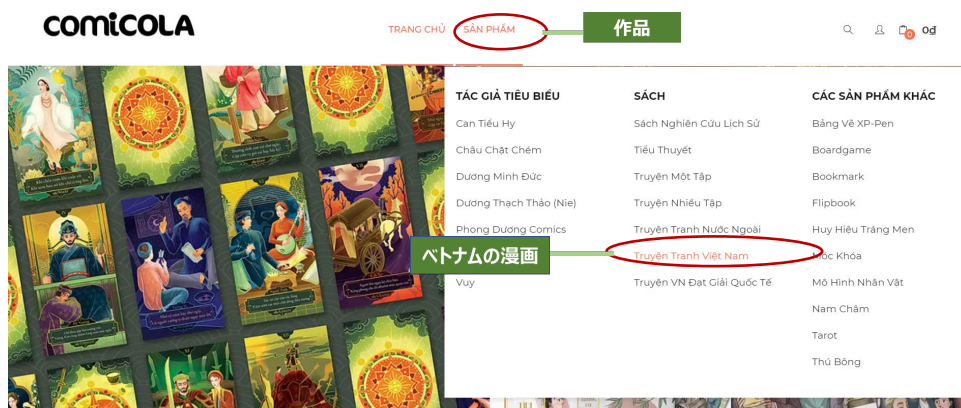 COMICOLA
TRANG CHỦ
SẢN PHẨM
作品
0
0₫
TÁC GIẢ TIÊU BIỂU
Can Tiểu Hy
Châu Chặt Chém
Dương Minh Đức
Dương Thạch Thảo (Nie)
Phong Dương Comics
ベトナムの漫画
Vuy
SÁCH
Sách Nghiên Cứu Lịch Sử
Tiểu Thuyết
Truyện Một Tập
Truyện Nhiều Tập
Truyện Tranh Nước Ngoài
Truyện Tranh Việt Nam
Truyện VN Đạt Giải Quốc Tế
CÁC SẢN PHẨM KHÁC
Bảng Vẽ XP-Pen
Boardgame
Bookmark
Flipbook
Huy Hiệu Tráng Men
Móc Khóa
Mô Hình Nhân Vật
Nam Châm
Tarot
Thú Bông